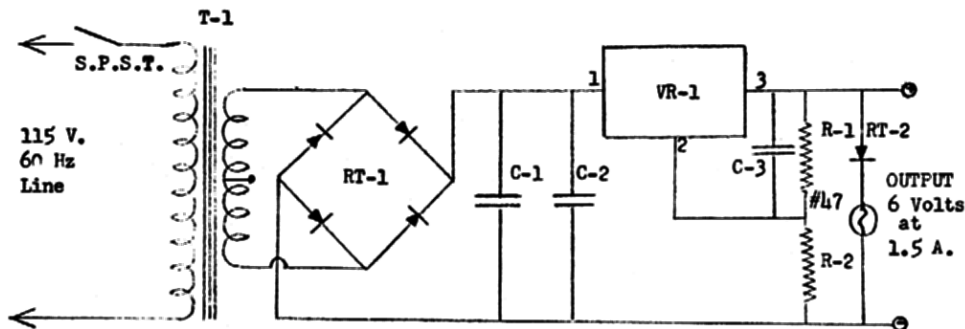 T-1
S.P.S.T.
115 V.
60 Hz
Line
RT-1
C-1
C-2
1
VR-1
3
2
C-3
R-1
RT-2
#47
R-2
OUTPUT
6 Volts
at
1.5 A.